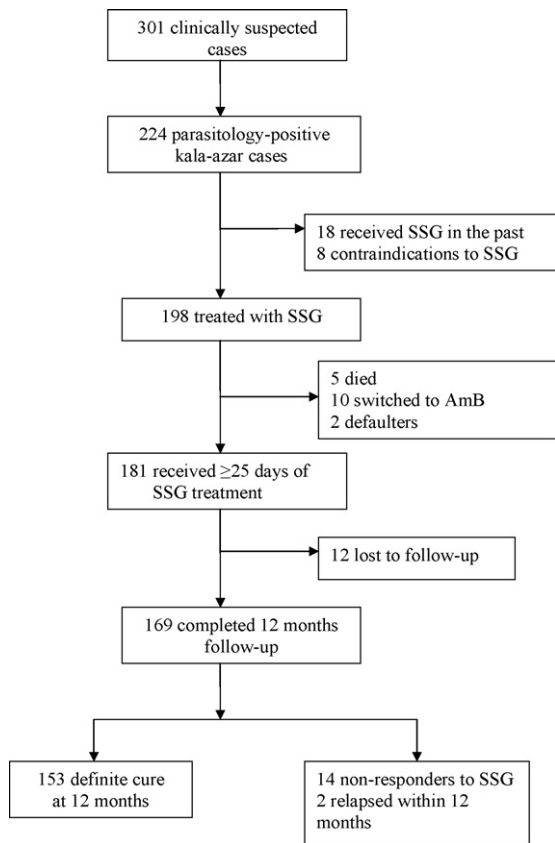 301 clinically suspected
cases
224 parasitology-positive
kala-azar cases
18 received SSG in the past
8 contraindications to SSG
198 treated with SSG
5 died
10 switched to AmB
2 defaulters
181 received ≥25 days of
SSG treatment
12 lost to follow-up
169 completed 12 months
follow-up
153 definite cure
at 12 months
14 non-responders to SSG
2 relapsed within 12
months